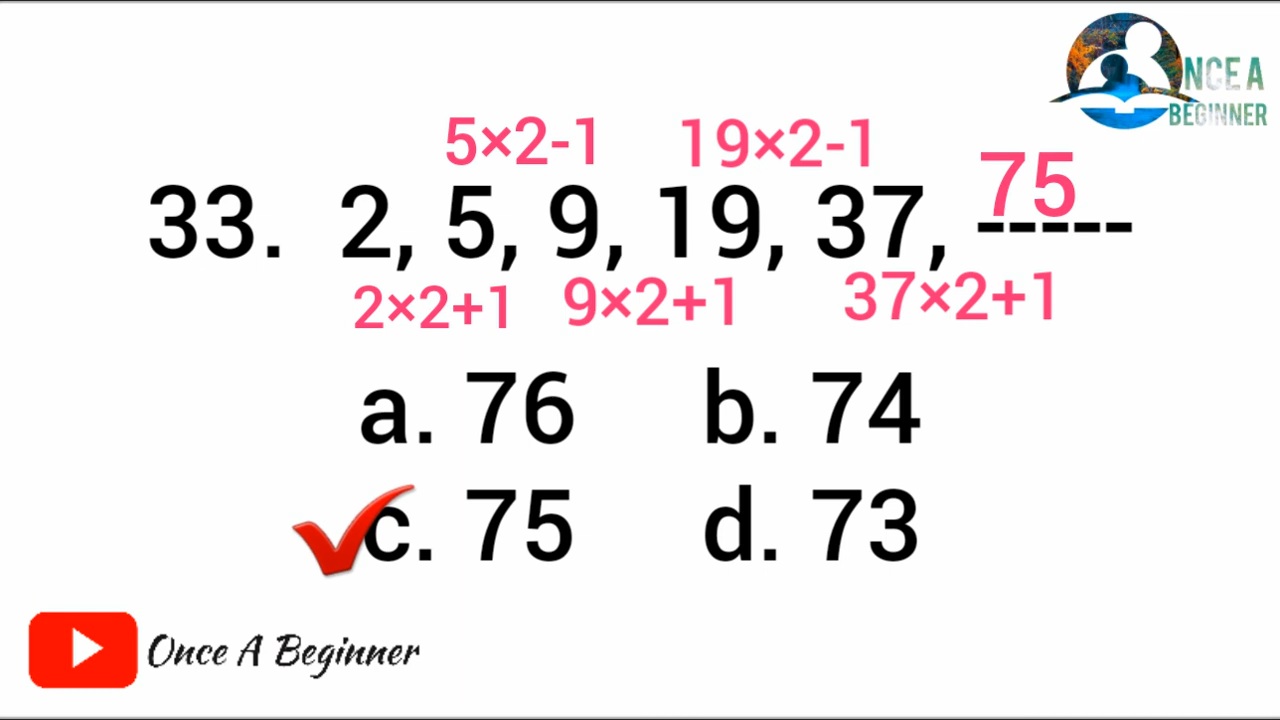 NCE A
BEGINNER
5×2-1 19×2-1
75
33. 2, 5, 9, 19, 37, -----
2×2+1 9×2+1 37×2+1
a. 76 b. 74
c. 75 d. 73
Once A Beginner